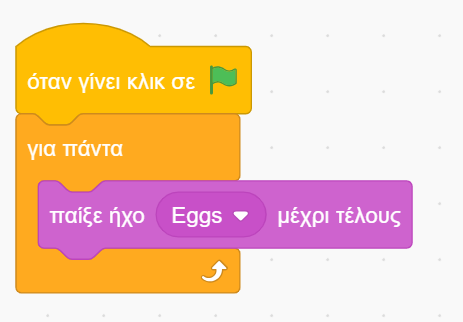 όταν γίνει κλικ σε
για πάντα
παίξε ήχο Eggs μέχρι τέλους